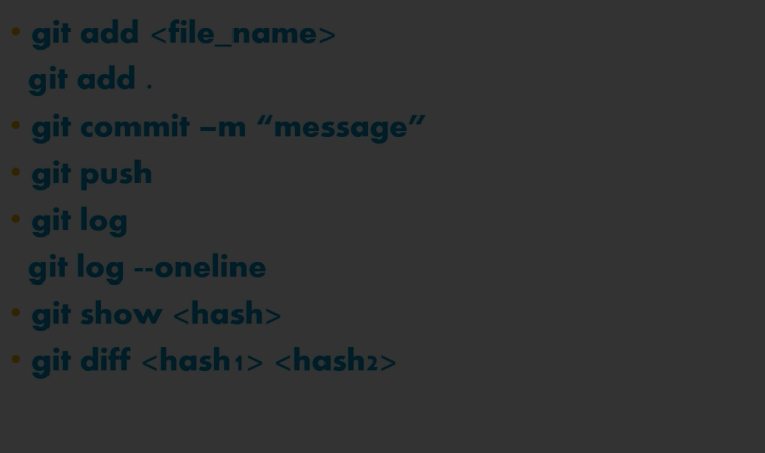 • git add <file_name>
git add .
• git commit –m “message”
• git push
• git log
git log --oneline
• git show <hash>
• git diff <hash1> <hash2>